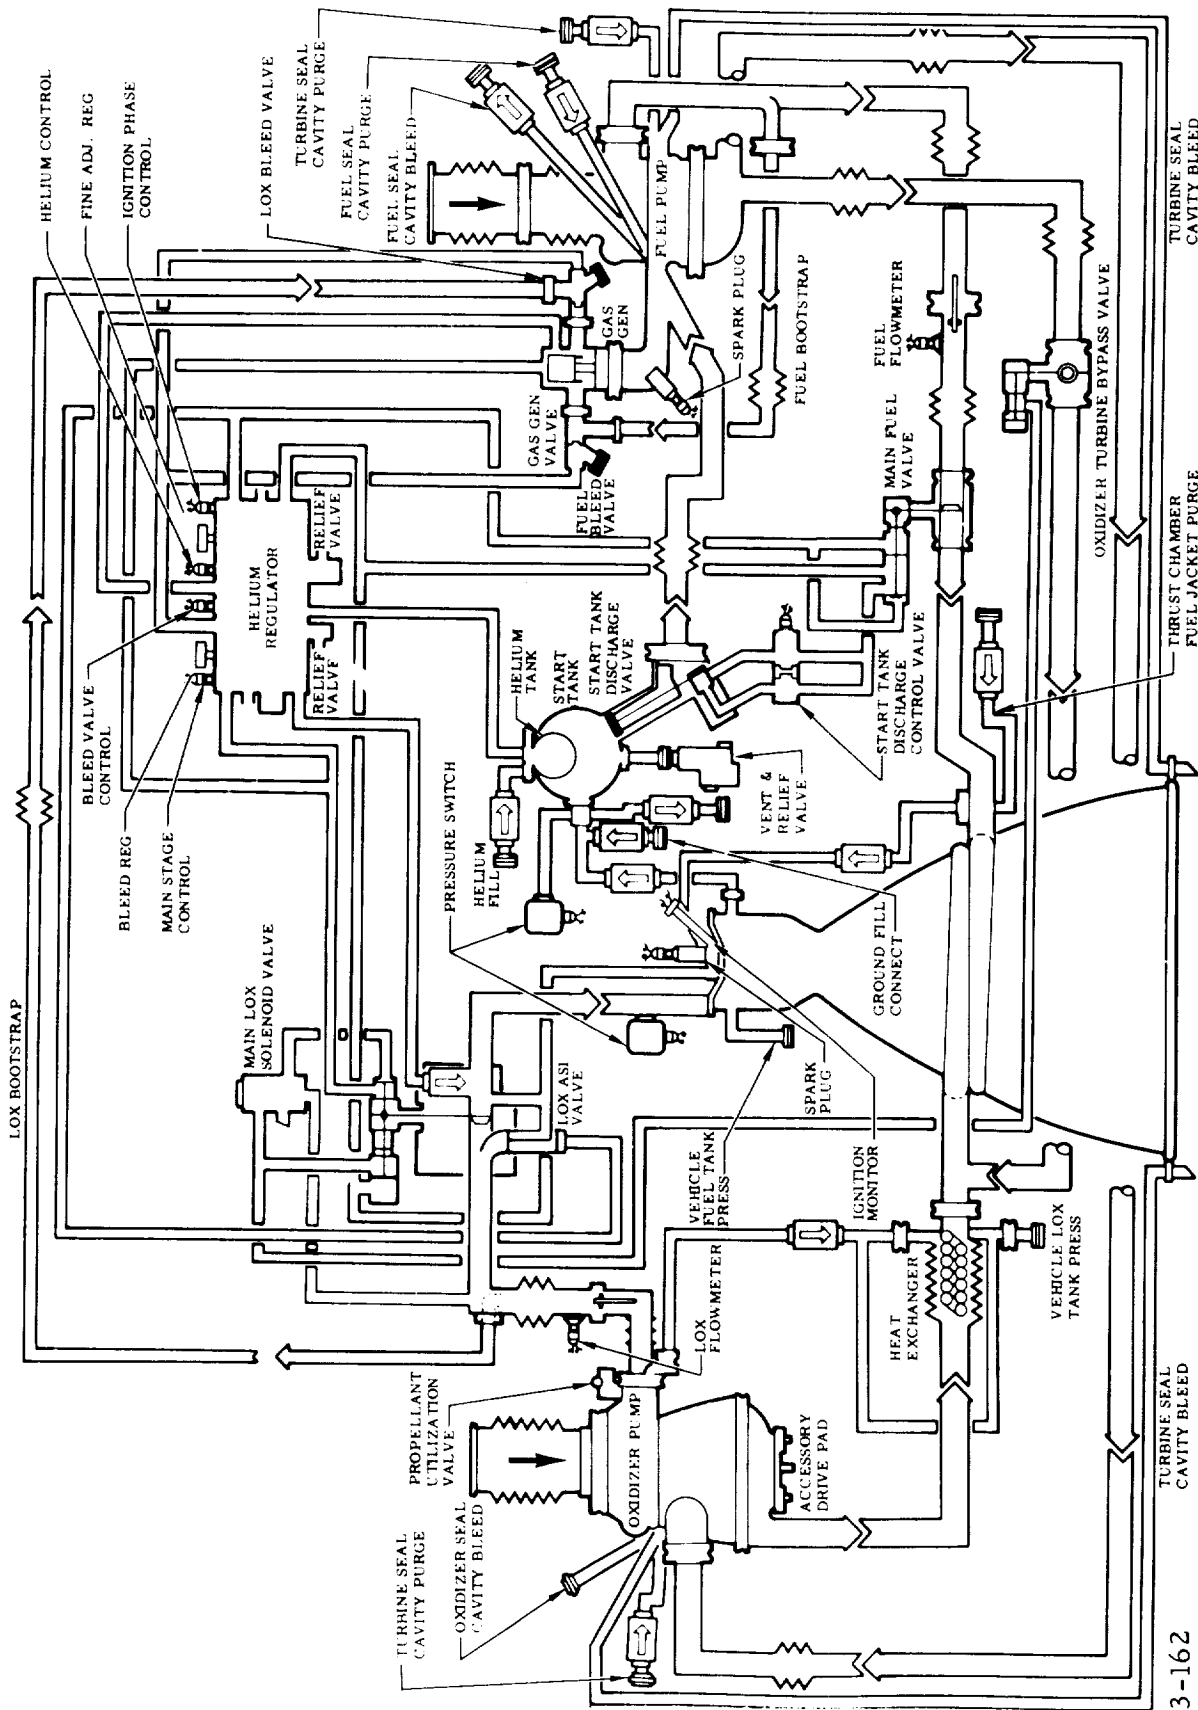 HELIUM CONTROL
FINE ADJ. REG
IGNITION PHASE
CONTROL
LOX BLEED VALVE
TURBINE SEAL
CAVITY PURGE
FUEL SEAL
CAVITY PURGE
FUEL SEAL
CAVITY BLEED
LOX BOOTSTRAP
BLEED VALVE
CONTROL
BLEED REG
MAIN STAGE
CONTROL
HELIUM
REGULATOR
RELIEF
VALVE
RELIEF
VALVE
GAS
GEN
GAS GEN
VALVE
FUEL
BLEED
VALVE
FUEL PUMP
SPARK PLUG
FUEL BOOTSTRAP
MAIN LOX
SOLENOID VALVE
PRESSURE SWITCH
HELIUM
FILL
HELIUM
TANK
START
TANK
START TANK
DISCHARGE
VALVE
VENT &
RELIEF
VALVE
START TANK
DISCHARGE
CONTROL VALVE
MAIN FUEL
VALVE
FUEL
FLOWMETER
OXIDIZER TURBINE BYPASS VALVE
TURBINE SEAL
CAVITY BLEED
THRUST CHAMBER
FUEL JACKET PURGE
GROUND FILL
CONNECT
LOX ASI
VALVE
SPARK
PLUG
IGNITION
MONITOR
VEHICLE
FUEL TANK
PRESS
LOX
FLOWMETER
PROPELLANT
UTILIZATION
VALVE
OXIDIZER PUMP
OXIDIZER SEAL
CAVITY BLEED
TURBINE SEAL
CAVITY PURGE
ACCESSORY
DRIVE PAD
HEAT
EXCHANGER
VEHICLE LOX
TANK PRESS
TURBINE SEAL
CAVITY BLEED
3-162